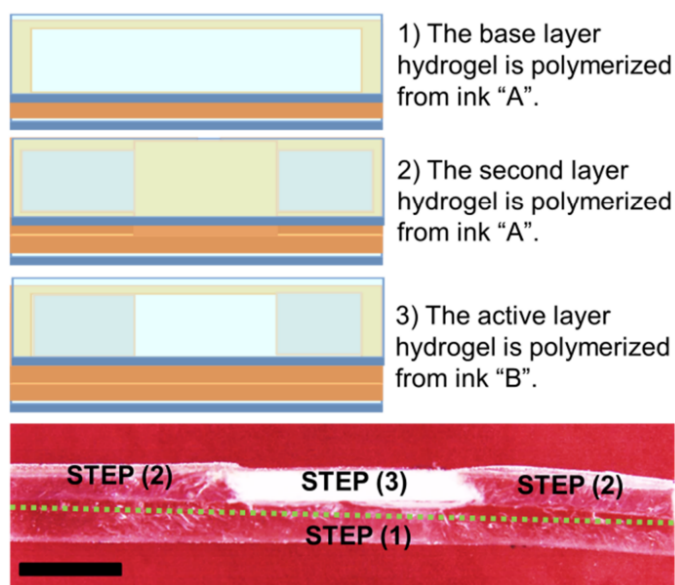 1) The base layer
hydrogel is polymerized
from ink “A”.
2) The second layer
hydrogel is polymerized
from ink “A”.
3) The active layer
hydrogel is polymerized
from ink “B”.
STEP (2)
STEP (3)
STEP (2)
STEP (1)